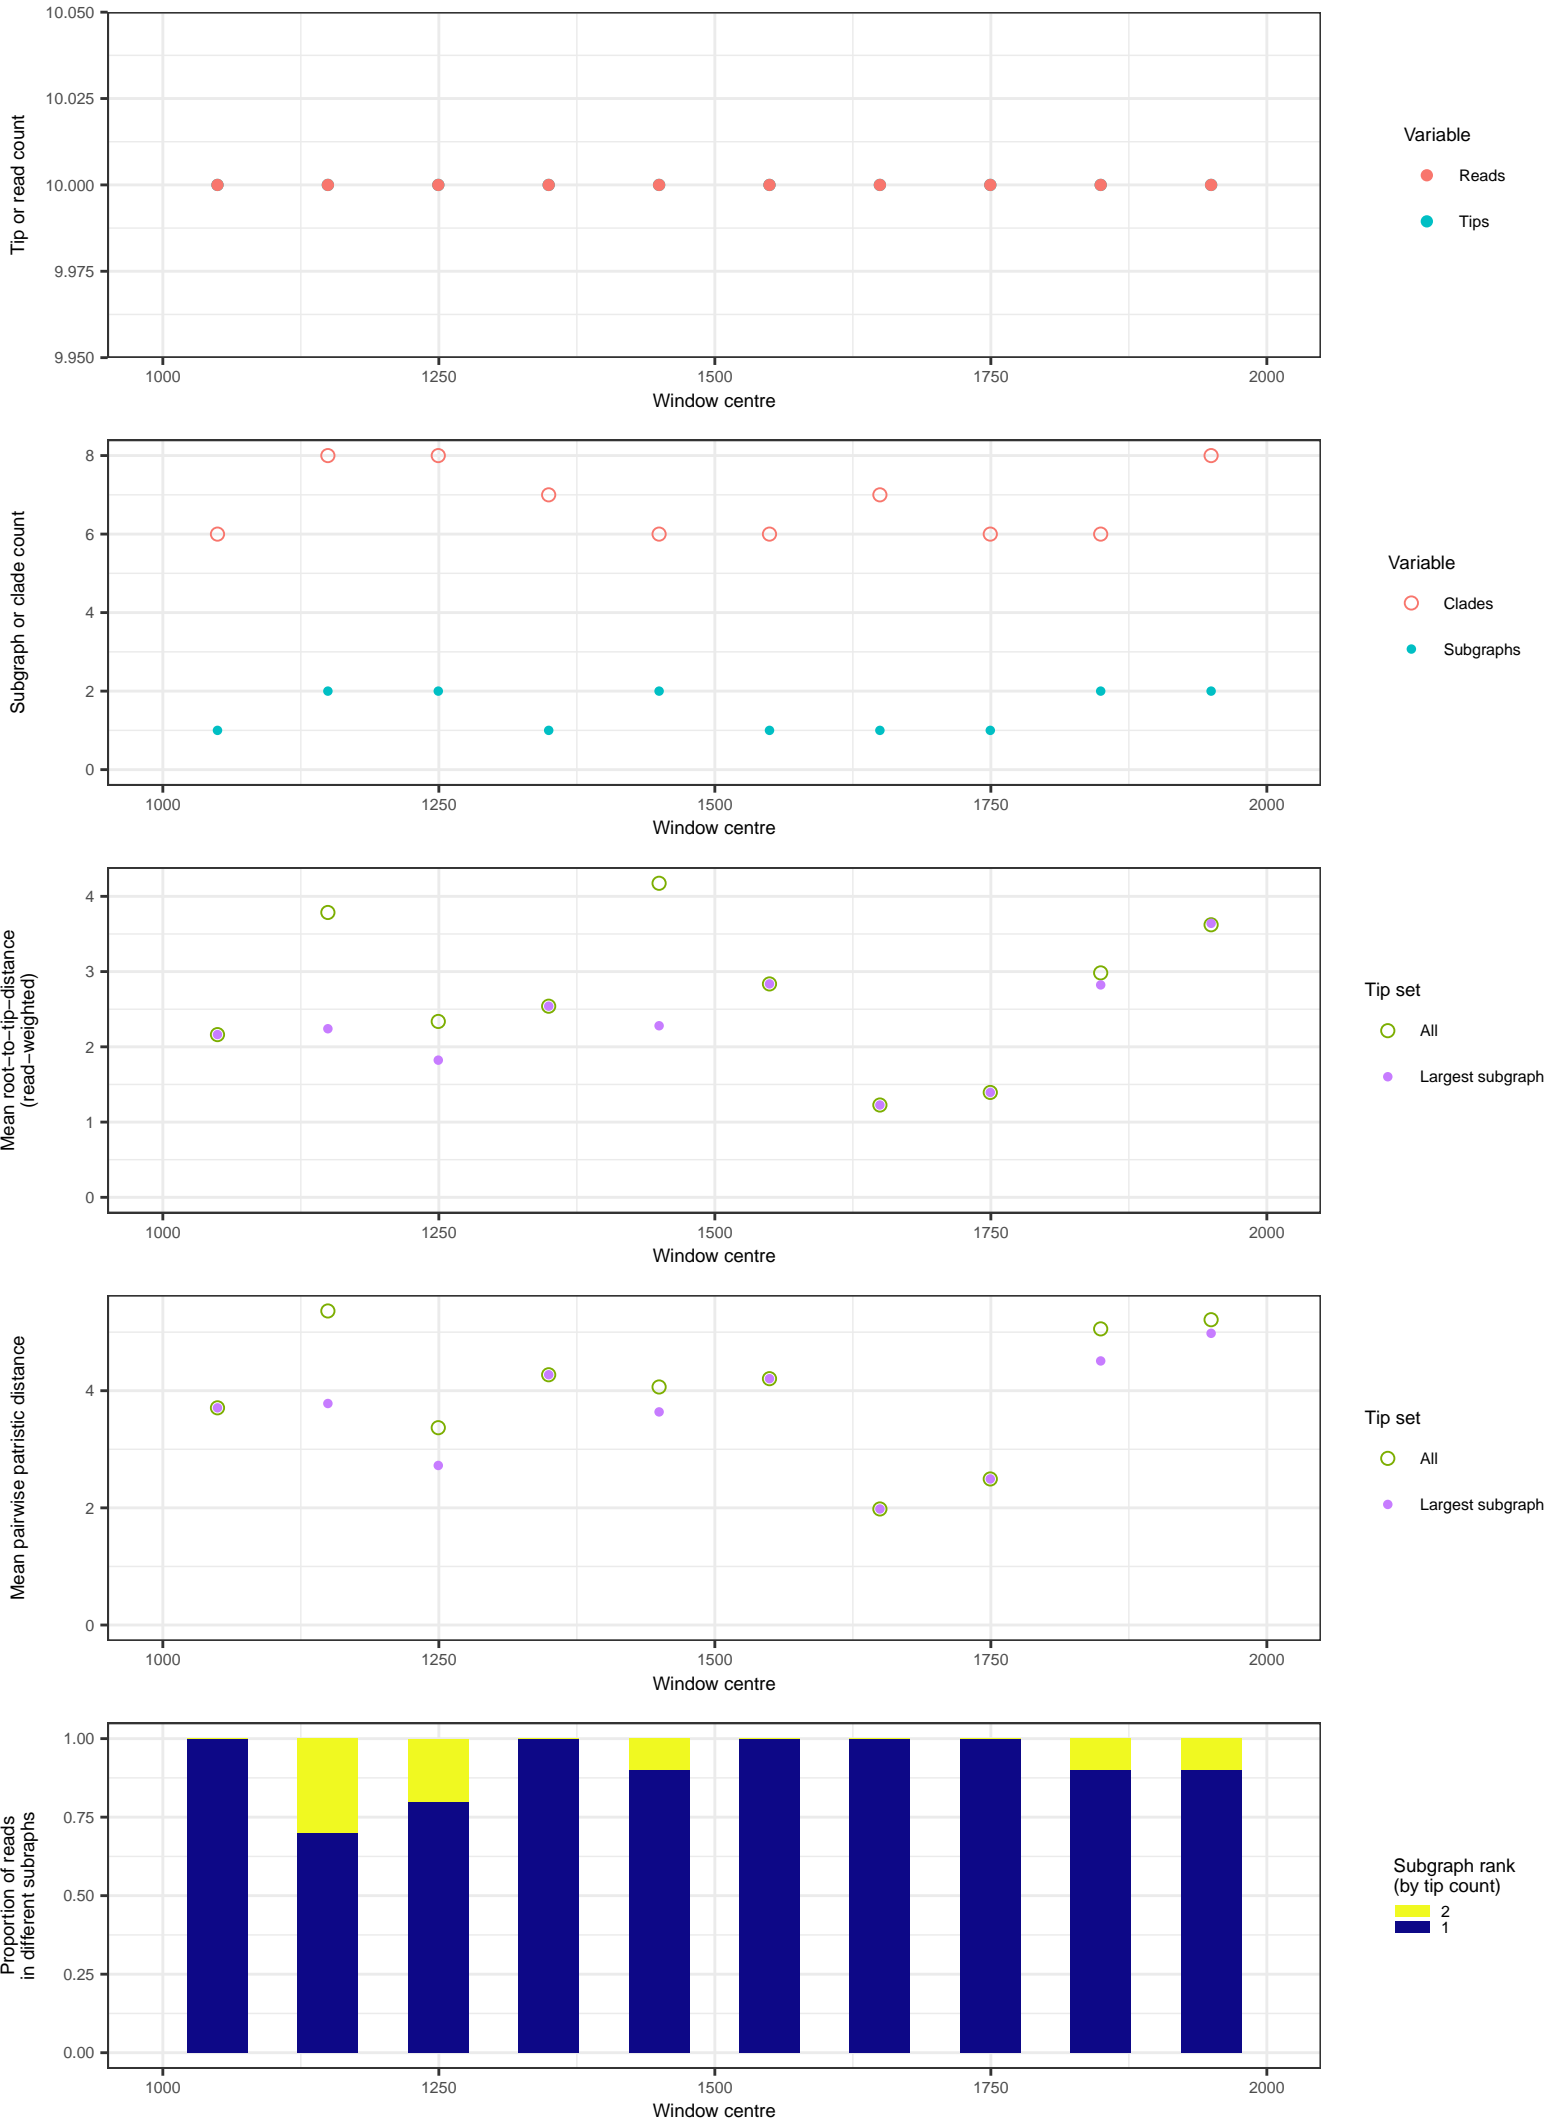 10.050
10.025
10.000
9.975
9.950
Tip or read count
1000 1250 1500 1750 2000
Window centre
Variable
Reads
Tips
8
6
4
2
0
Subgraph or clade count
1000 1250 1500 1750 2000
Window centre
Variable
Clades
Subgraphs
4
3
2
1
0
Mean root−to−tip−distance
(read−weighted)
1000 1250 1500 1750 2000
Window centre
Tip set
All
Largest subgraph
4
2
0
Mean pairwise patristic distance
1000 1250 1500 1750 2000
Window centre
Tip set
All
Largest subgraph
1.00
0.75
0.50
0.25
0.00
Proportion of reads
in different subraphs
1000 1250 1500 1750 2000
Window centre
Subgraph rank
(by tip count)
2
1